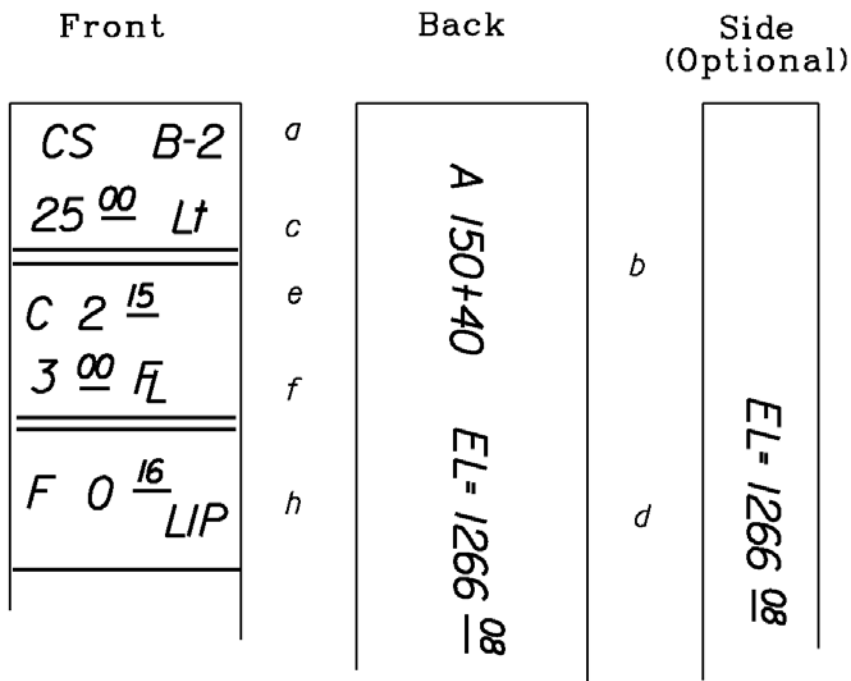 Front
Back
Side
(Optional)
CS B-2
25 00 Lt
C 2 15
3 00 FL
F 0 16
LIP
a
c
e
f
h
A 150+40 EL= 1266 08
b
d
EL= 1266 08